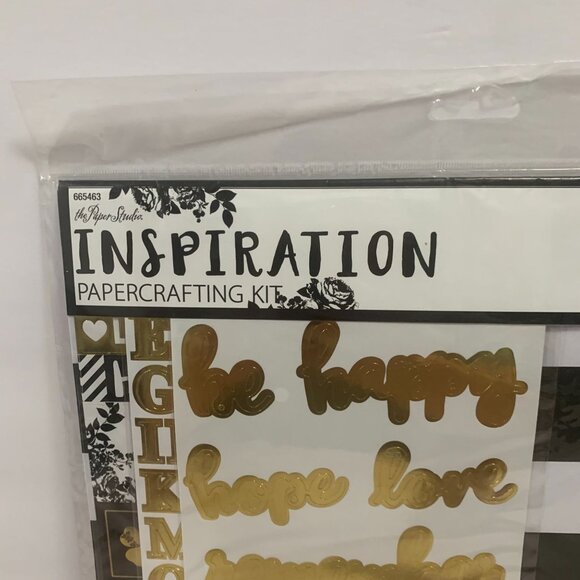 665463
the Paper Studio
INSPIRATION
PAPERCRAFTING KIT
be happy
hope love
E
G
I
K
M